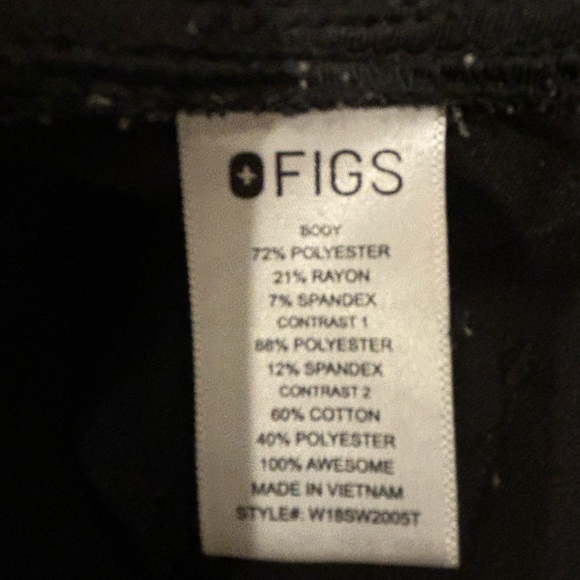 FIGS
BODY
72% POLYESTER
21% RAYON
7% SPANDEX
CONTRAST 1
88% POLYESTER
12% SPANDEX
CONTRAST 2
60% COTTON
40% POLYESTER
100% AWESOME
MADE IN VIETNAM
STYLE#: W18SW2005T